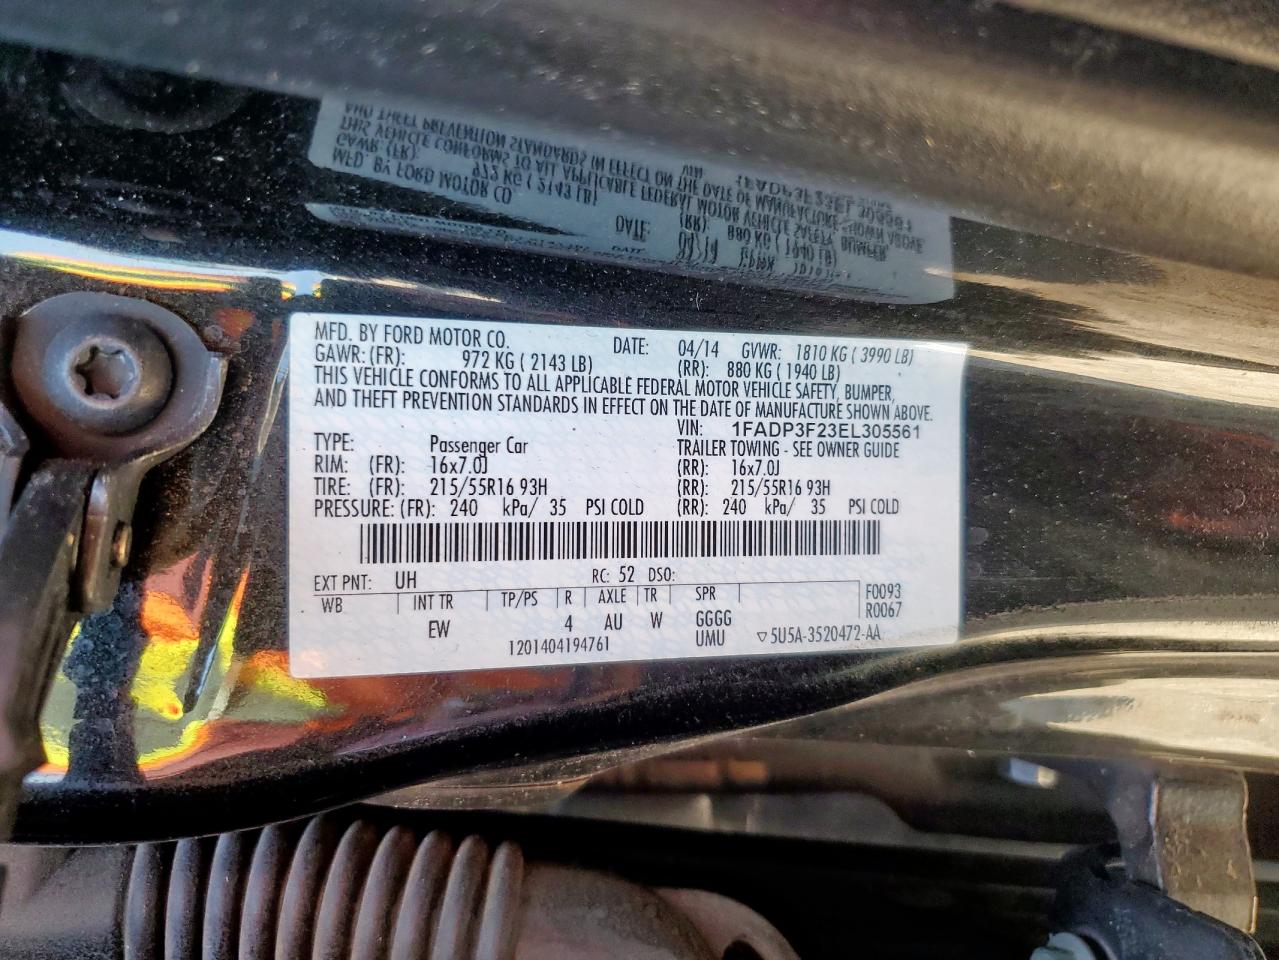 MFD. BY FORD MOTOR CO.
DATE: 04/14 GVWR: 1810 KG ( 3990 LB)
GAWR: (FR): 972 KG ( 2143 LB) (RR): 880 KG ( 1940 LB)
THIS VEHICLE CONFORMS TO ALL APPLICABLE FEDERAL MOTOR VEHICLE SAFETY, BUMPER,
AND THEFT PREVENTION STANDARDS IN EFFECT ON THE DATE OF MANUFACTURE SHOWN ABOVE.
VIN: 1FADP3F23EL305561
TYPE: Passenger Car TRAILER TOWING - SEE OWNER GUIDE
RIM: (FR): 16x7.0J (RR): 16x7.0J
TIRE: (FR): 215/55R16 93H (RR): 215/55R16 93H
PRESSURE: (FR): 240 kPa/ 35 PSI COLD (RR): 240 kPa/ 35 PSI COLD
EXT PNT: UH RC: 52 DSO:
WB INT TR TP/PS R AXLE TR SPR F0093
EW 4 AU W GGGG R0067
1201404194761 UMU ▽5U5A-3520472-AA